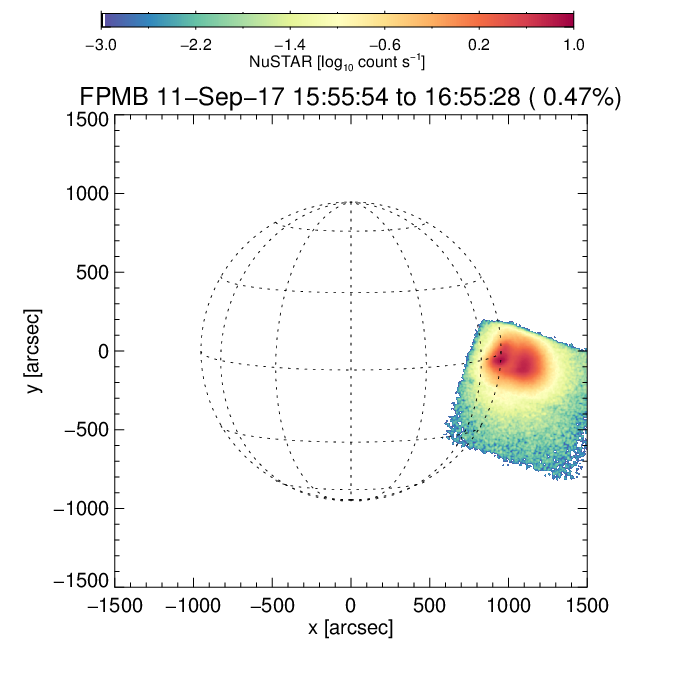 −3.0 −2.2 −1.4 −0.6 0.2 1.0
NuSTAR [log₁₀ count s⁻¹]
FPMB 11−Sep−17 15:55:54 to 16:55:28 ( 0.47%)
1500
1000
500
0
−500
−1000
−1500
y [arcsec]
−1500 −1000 −500 0 500 1000 1500
x [arcsec]